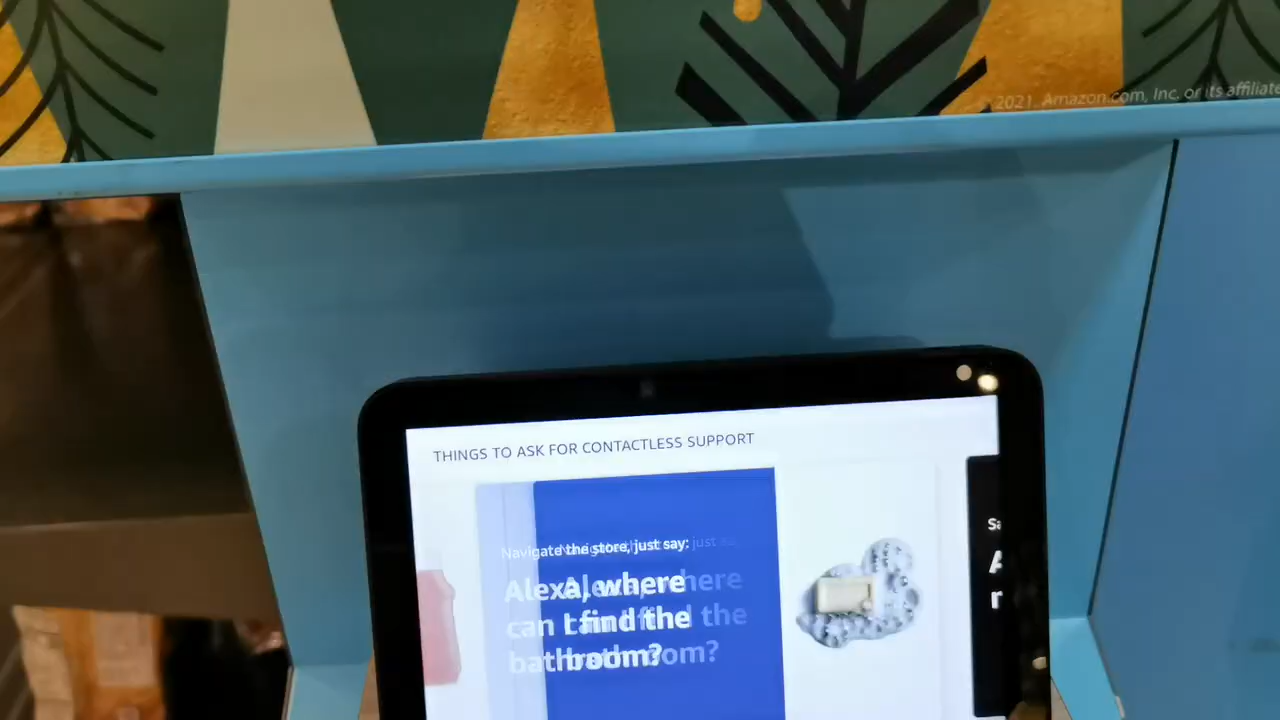 2021, Amazon.com, Inc. or its affiliate
THINGS TO ASK FOR CONTACTLESS SUPPORT
Navigate the store, just say:
Alexa, where
can I find the
bathroom?